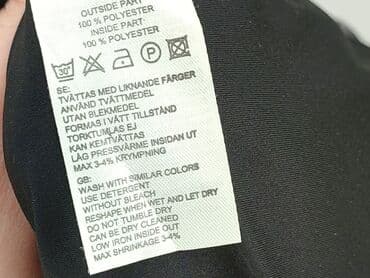 OUTSIDE PART
100 % POLYESTER
INSIDE PART
100 % POLYESTER
30°
P
SE:
TVÄTTAS MED LIKNANDE FÄRGER
ANVÄND TVÄTTMEDEL
UTAN BLEKMEDEL
FORMAS I VÅTT TILLSTÅND
TORKTUMLAS EJ
KAN KEMTVÄTTAS
LÅG PRESSVÄRME INSIDAN UT
MAX 3-4% KRYMPNING
GB:
WASH WITH SIMILAR COLORS
USE DETERGENT
WITHOUT BLEACH
RESHAPE WHEN WET AND LET DRY
DO NOT TUMBLE DRY
CAN BE DRY CLEANED
LOW IRON INSIDE OUT
MAX SHRINKAGE 3-4%